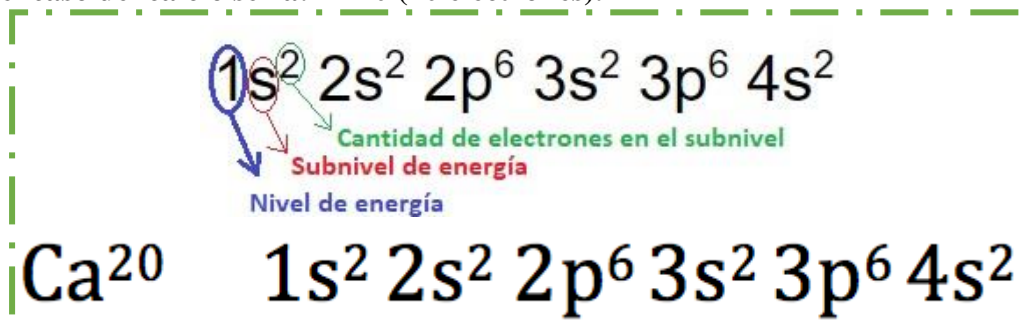 1s² 2s² 2p⁶ 3s² 3p⁶ 4s²
Cantidad de electrones en el subnivel
Subnivel de energía
Nivel de energía
Ca²⁰ 1s² 2s² 2p⁶ 3s² 3p⁶ 4s²